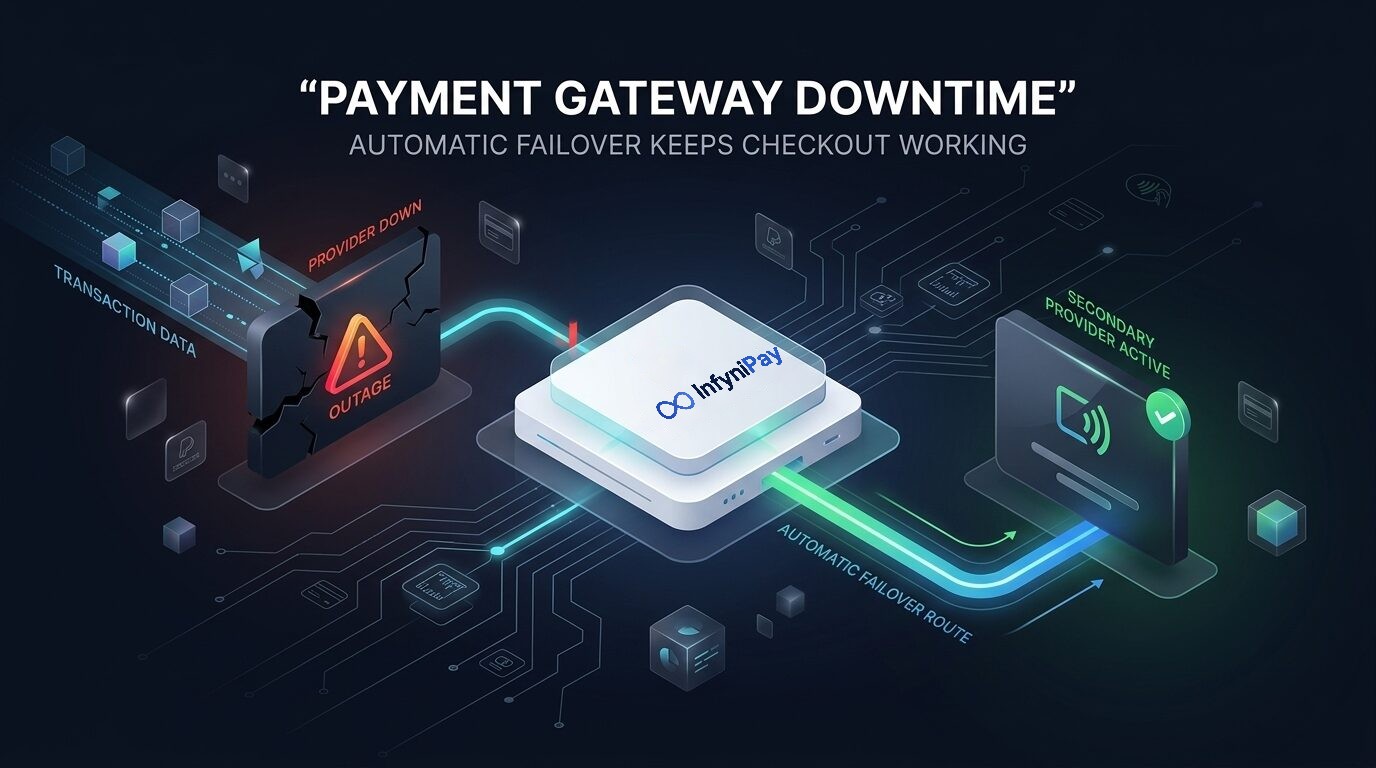 “PAYMENT GATEWAY DOWNTIME”
AUTOMATIC FAILOVER KEEPS CHECKOUT WORKING
PROVIDER DOWN
TRANSACTION DATA
OUTAGE
InfyniPay
SECONDARY
PROVIDER ACTIVE
AUTOMATIC FAILOVER ROUTE